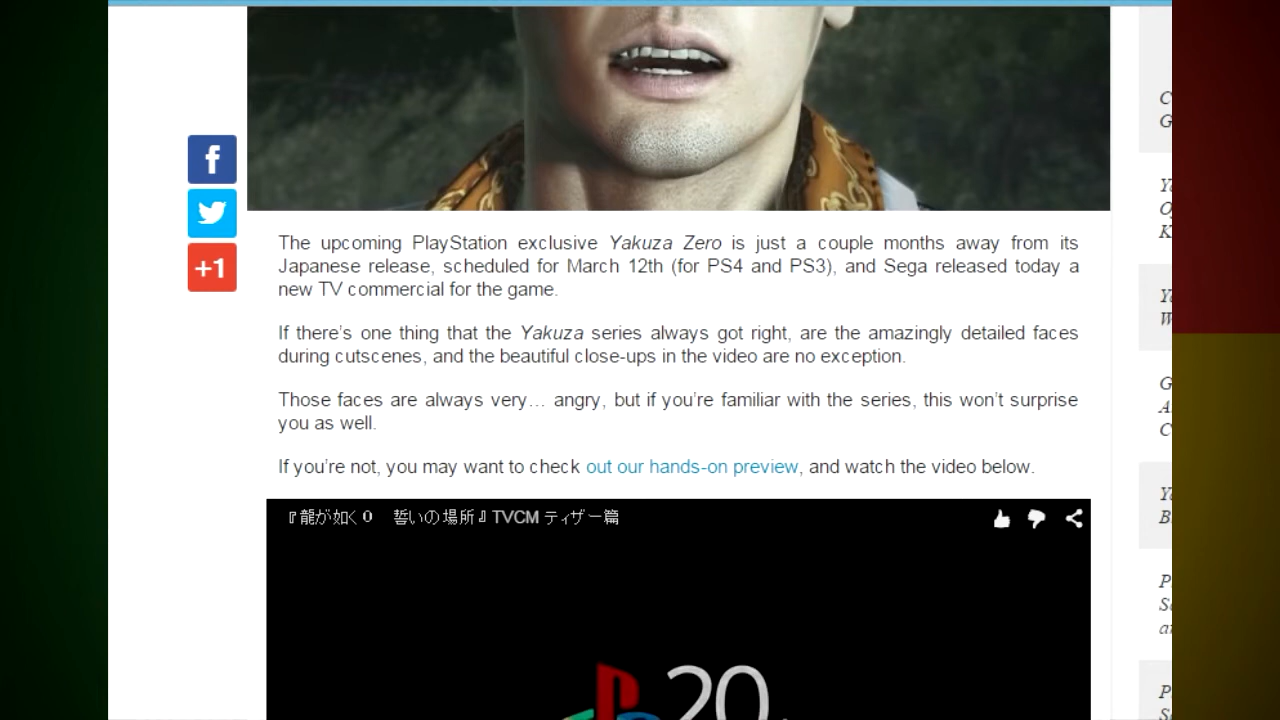 f
+1
The upcoming PlayStation exclusive Yakuza Zero is just a couple months away from its
Japanese release, scheduled for March 12th (for PS4 and PS3), and Sega released today a
new TV commercial for the game.
If there's one thing that the Yakuza series always got right, are the amazingly detailed faces
during cutscenes, and the beautiful close-ups in the video are no exception.
Those faces are always very… angry, but if you're familiar with the series, this won't surprise
you as well.
If you're not, you may want to check out our hands-on preview, and watch the video below.
『龍が如く0 誓いの場所』TVCM ティザー篇
20